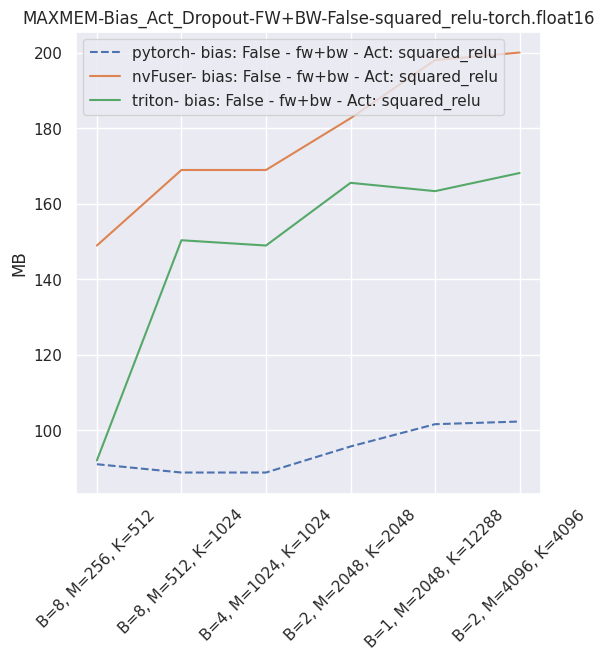 MAXMEM-Bias_Act_Dropout-FW+BW-False-squared_relu-torch.float16
pytorch- bias: False - fw+bw - Act: squared_relu
nvFuser- bias: False - fw+bw - Act: squared_relu
triton- bias: False - fw+bw - Act: squared_relu
MB
200
180
160
140
120
100
B=8, M=256, K=512
B=8, M=512, K=1024
B=4, M=1024, K=1024
B=2, M=2048, K=2048
B=1, M=2048, K=12288
B=2, M=4096, K=4096